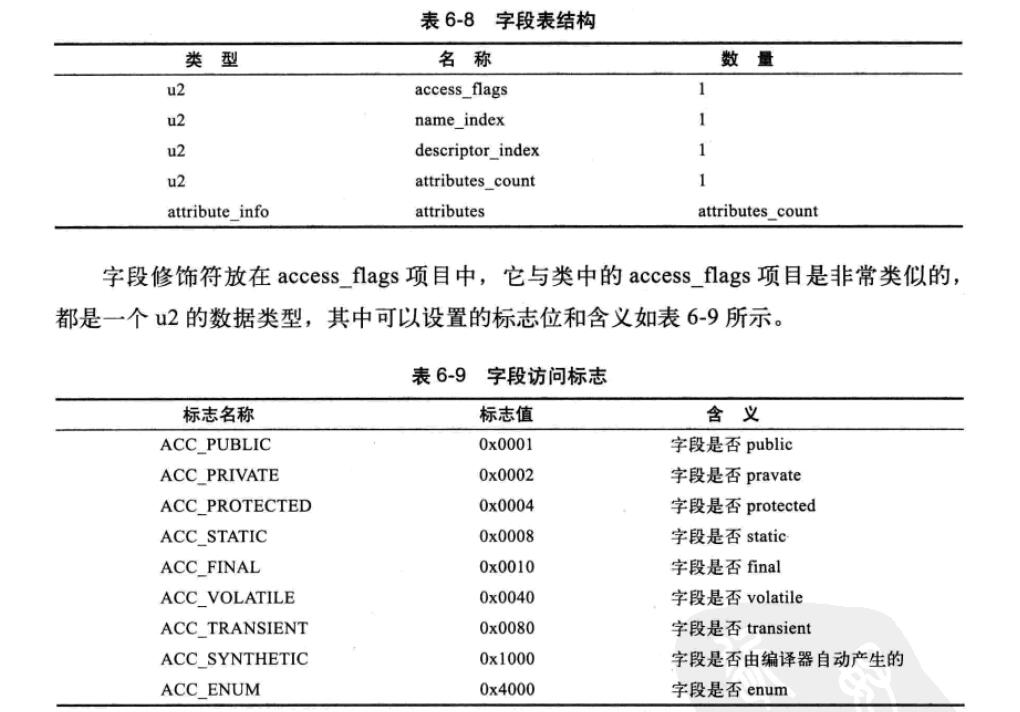 表 6-8 字段表结构
类 型 名 称 数 量
u2 access_flags 1
u2 name_index 1
u2 descriptor_index 1
u2 attributes_count 1
attribute_info attributes attributes_count
字段修饰符放在 access_flags 项目中，它与类中的 access_flags 项目是非常类似的，
都是一个 u2 的数据类型，其中可以设置的标志位和含义如表 6-9 所示。
表 6-9 字段访问标志
标志名称 标志值 含 义
ACC_PUBLIC 0x0001 字段是否 public
ACC_PRIVATE 0x0002 字段是否 pravate
ACC_PROTECTED 0x0004 字段是否 protected
ACC_STATIC 0x0008 字段是否 static
ACC_FINAL 0x0010 字段是否 final
ACC_VOLATILE 0x0040 字段是否 volatile
ACC_TRANSIENT 0x0080 字段是否 transient
ACC_SYNTHETIC 0x1000 字段是否由编译器自动产生的
ACC_ENUM 0x4000 字段是否 enum